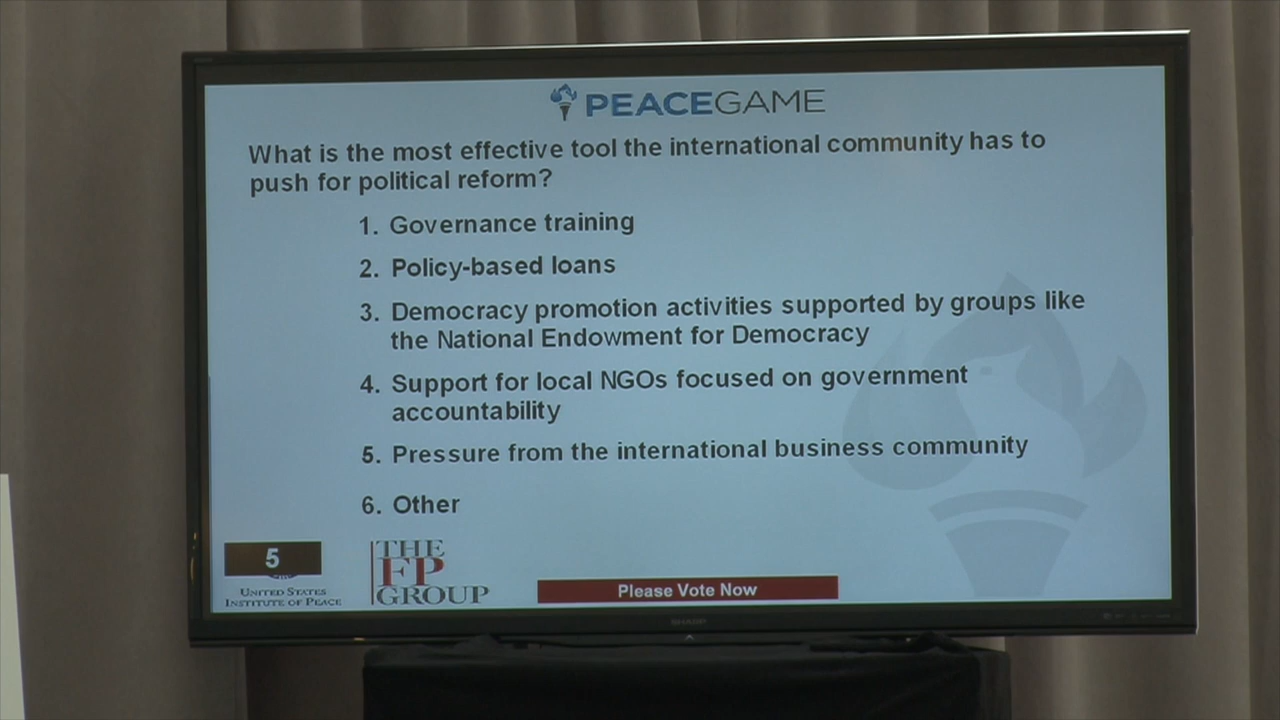 PEACEGAME
What is the most effective tool the international community has to
push for political reform?
1. Governance training
2. Policy-based loans
3. Democracy promotion activities supported by groups like
the National Endowment for Democracy
4. Support for local NGOs focused on government
accountability
5. Pressure from the international business community
6. Other
5
UNITED STATES
INSTITUTE OF PEACE
THE
FP
GROUP
Please Vote Now
SHARP